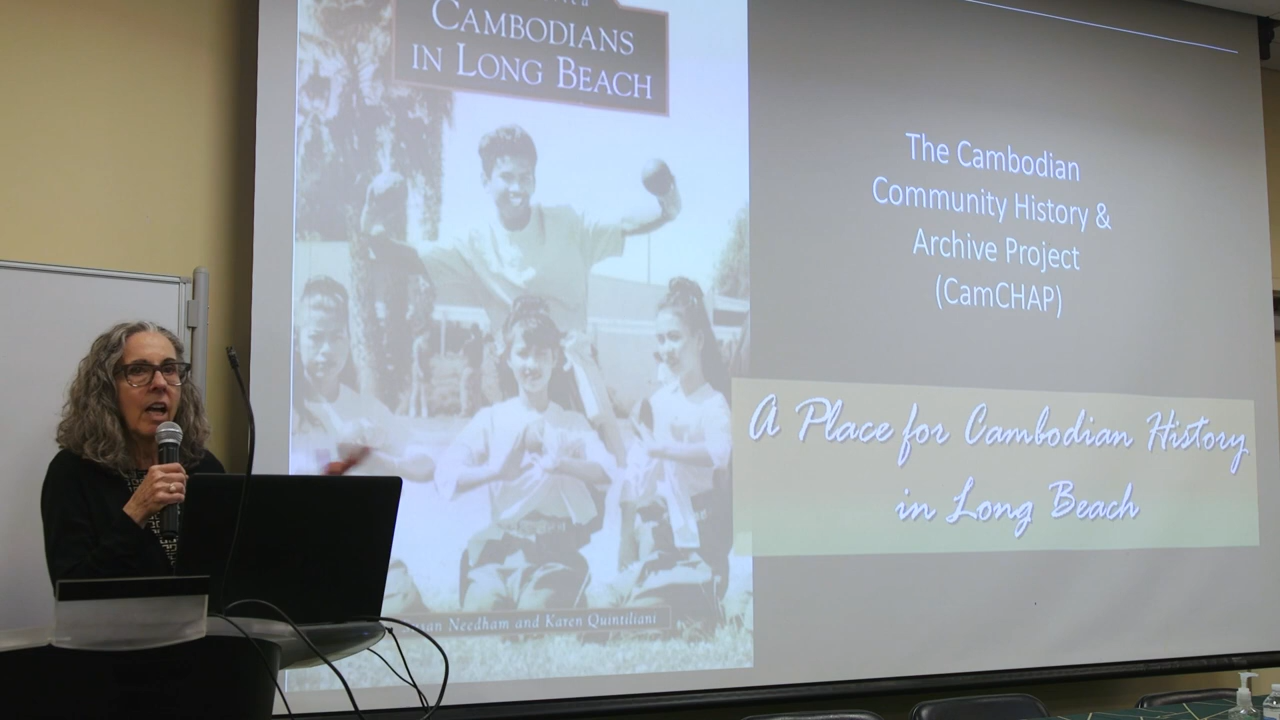 CAMBODIANS
IN LONG BEACH
Needham and Karen Quintiliani
The Cambodian
Community History &
Archive Project
(CamCHAP)
A Place for Cambodian History
in Long Beach